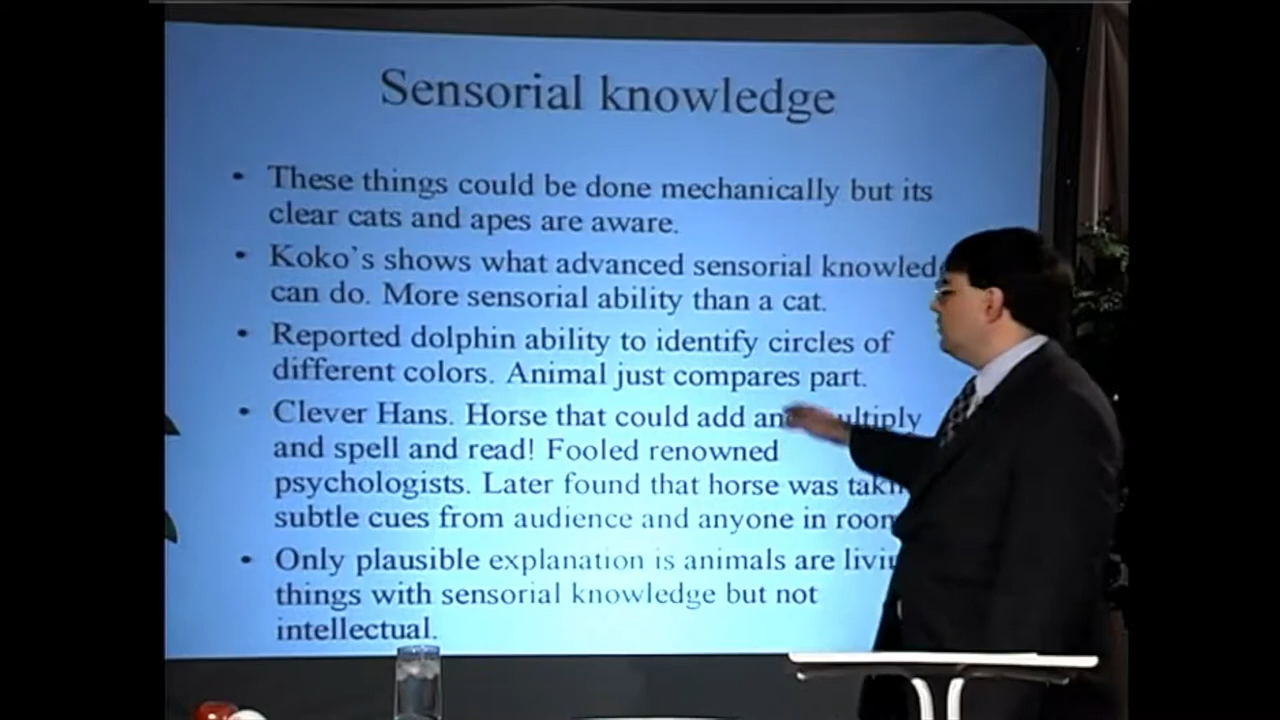 Sensorial knowledge
• These things could be done mechanically but its
clear cats and apes are aware.
• Koko's shows what advanced sensorial
can do. More sensorial ability than a cat.
• Reported dolphin ability to identify circles of
different colors. Animal just compares part.
• Clever Hans. Horse that could add
and spell and read! Fooled renowned
psychologists. Later found that horse was
subtle cues from audience and anyone in
• Only plausible explanation is animals are
things with sensorial knowledge but not
intellectual.